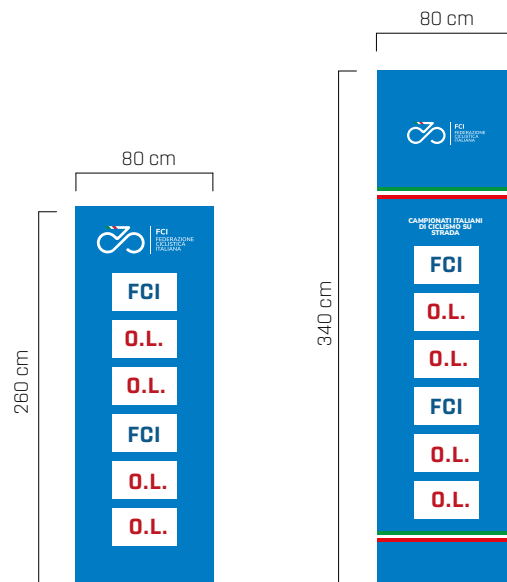 80 cm
260 cm
FCI
FEDERAZIONE
CICLISTICA
ITALIANA
FCI
O.L.
O.L.
FCI
O.L.
O.L.
80 cm
340 cm
FCI
FEDERAZIONE
CICLISTICA
ITALIANA
CAMPIONATI ITALIANI
DI CICLISMO SU
STRADA
FCI
O.L.
O.L.
FCI
O.L.
O.L.